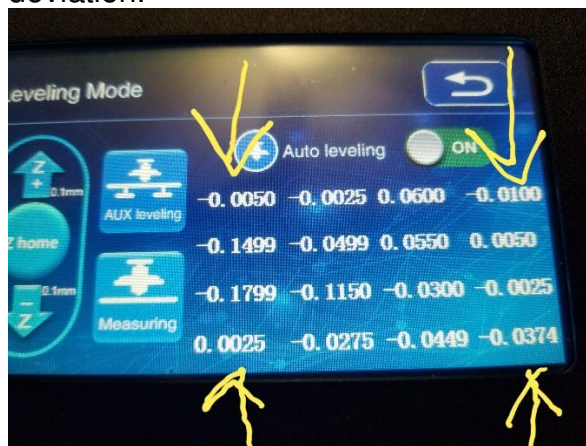 deviation.
eveling Mode
Auto leveling ON
Z
+
0.1mm
AUX leveling
-0.0050 -0.0025 0.0600 -0.0100
Z home
-0.1499 -0.0499 0.0550 0.0050
0.1mm
-0.1799 -0.1150 -0.0300 -0.0025
Z
Measuring
0.0025 -0.0275 -0.0449 -0.0374